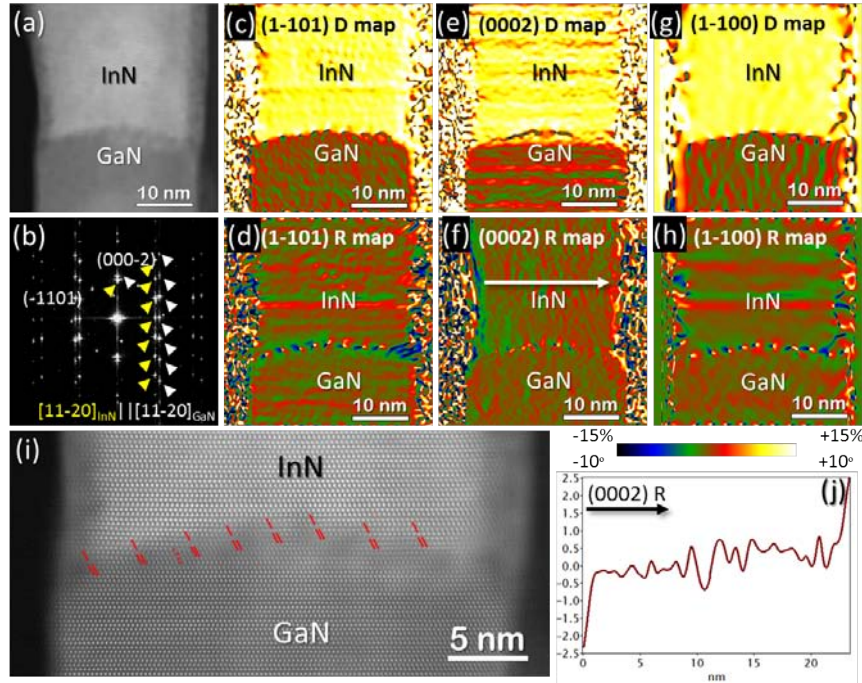 (a)
InN
GaN
10 nm
(b)
(000-2)
(-1101)
[11-20]InN||[11-20]GaN
(c)
(1-101) D map
InN
GaN
10 nm
(d)
(1-101) R map
InN
GaN
10 nm
(e)
(0002) D map
InN
GaN
10 nm
(f)
(0002) R map
InN
GaN
10 nm
(g)
(1-100) D map
InN
GaN
10 nm
(h)
(1-100) R map
InN
GaN
10 nm
(i)
InN
GaN
5 nm
-15% +15%
-10° +10°
(j)
(0002) R
2.5
2.0
1.5
1.0
0.5
0.0
-0.5
-1.0
-1.5
-2.0
-2.5
0 5 10 15 20
nm